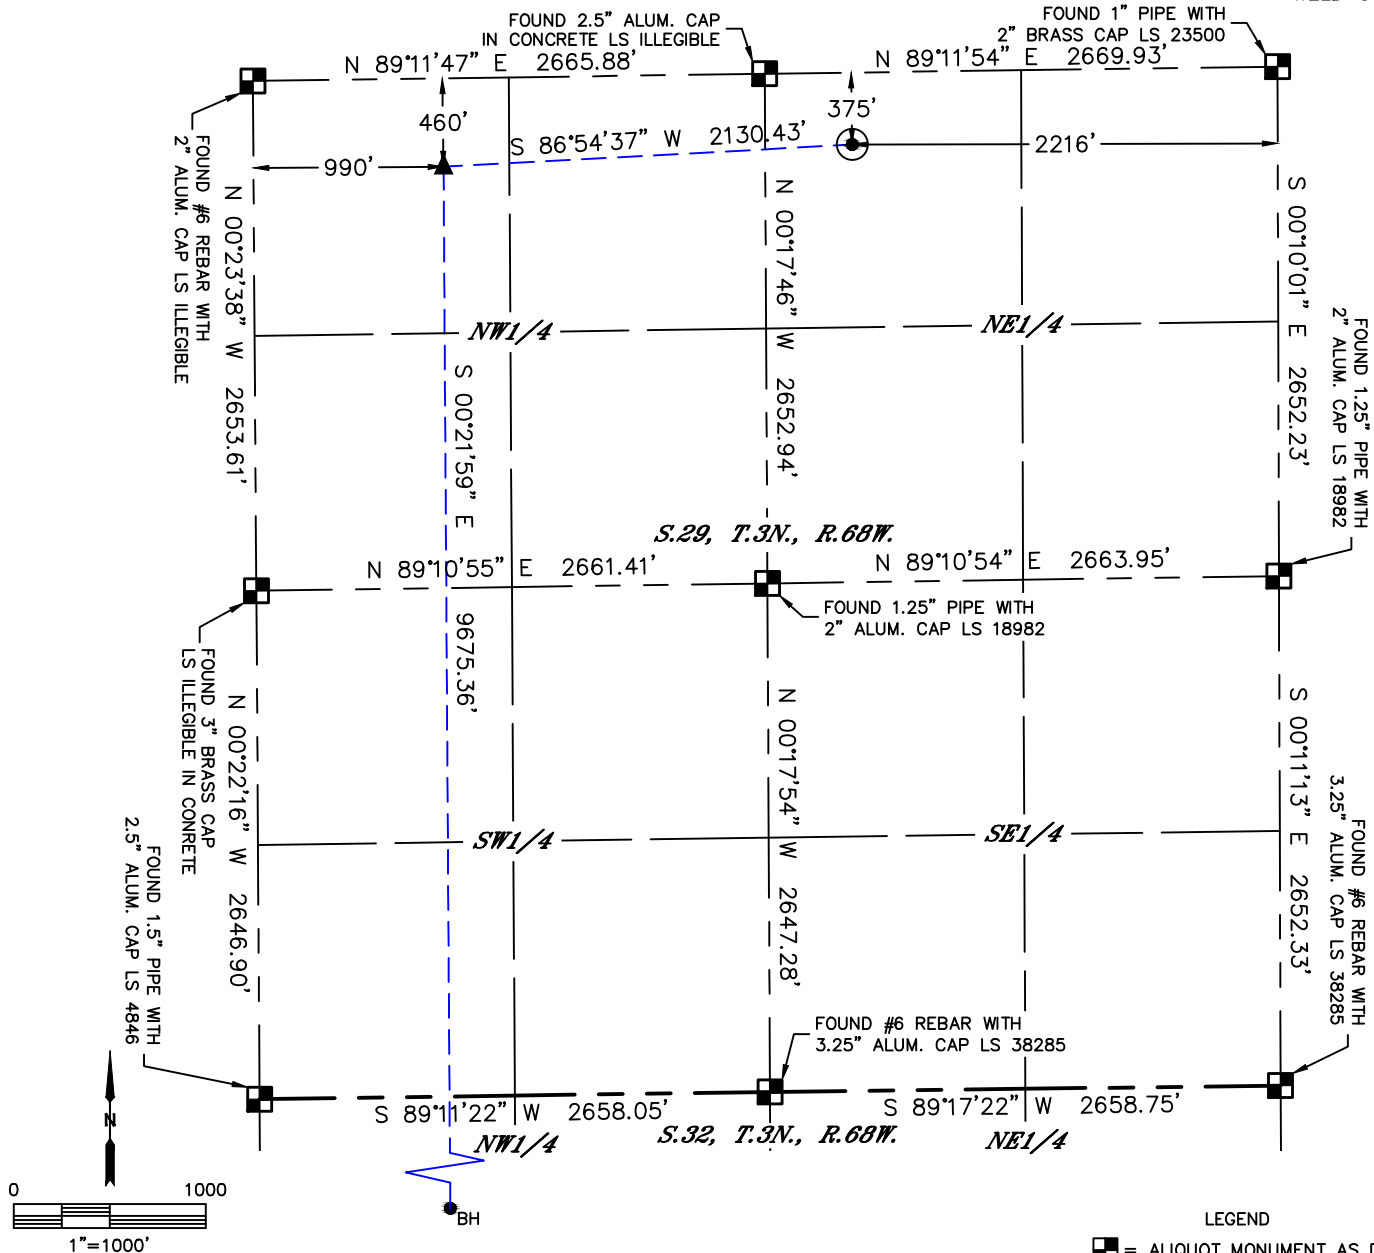 FOUND 2.5" ALUM. CAP
IN CONCRETE LS ILLEGIBLE
FOUND 1" PIPE WITH
2" BRASS CAP LS 23500
N 89°11'47" E 2665.88'
N 89°11'54" E 2669.93'
460'
375'
S 86°54'37" W 2130.43'
990'
2216'
FOUND #6 REBAR WITH
2" ALUM. CAP LS ILLEGIBLE
N 00°23'38" W 2653.61'
N 00°17'46" W 2652.94'
S 00°10'01" E 2652.23'
FOUND 1.25" PIPE WITH
2" ALUM. CAP LS 18982
NW1/4
NE1/4
S 00°21'59" E 9675.36'
S.29, T.3N., R.68W.
N 89°10'55" E 2661.41'
N 89°10'54" E 2663.95'
FOUND 1.25" PIPE WITH
2" ALUM. CAP LS 18982
FOUND 3" BRASS CAP
LS ILLEGIBLE IN CONRETE
N 00°22'16" W 2646.90'
N 00°17'54" W 2647.28'
S 00°11'13" E 2652.33'
FOUND #6 REBAR WITH
3.25" ALUM. CAP LS 38285
FOUND 1.5" PIPE WITH
2.5" ALUM. CAP LS 4846
SW1/4
SE1/4
FOUND #6 REBAR WITH
3.25" ALUM. CAP LS 38285
S 89°11'22" W 2658.05'
S 89°17'22" W 2658.75'
S.32, T.3N., R.68W.
NW1/4
NE1/4
N
0 1000
1"=1000'
BH
LEGEND
= ALIQUOT MONUMENT AS